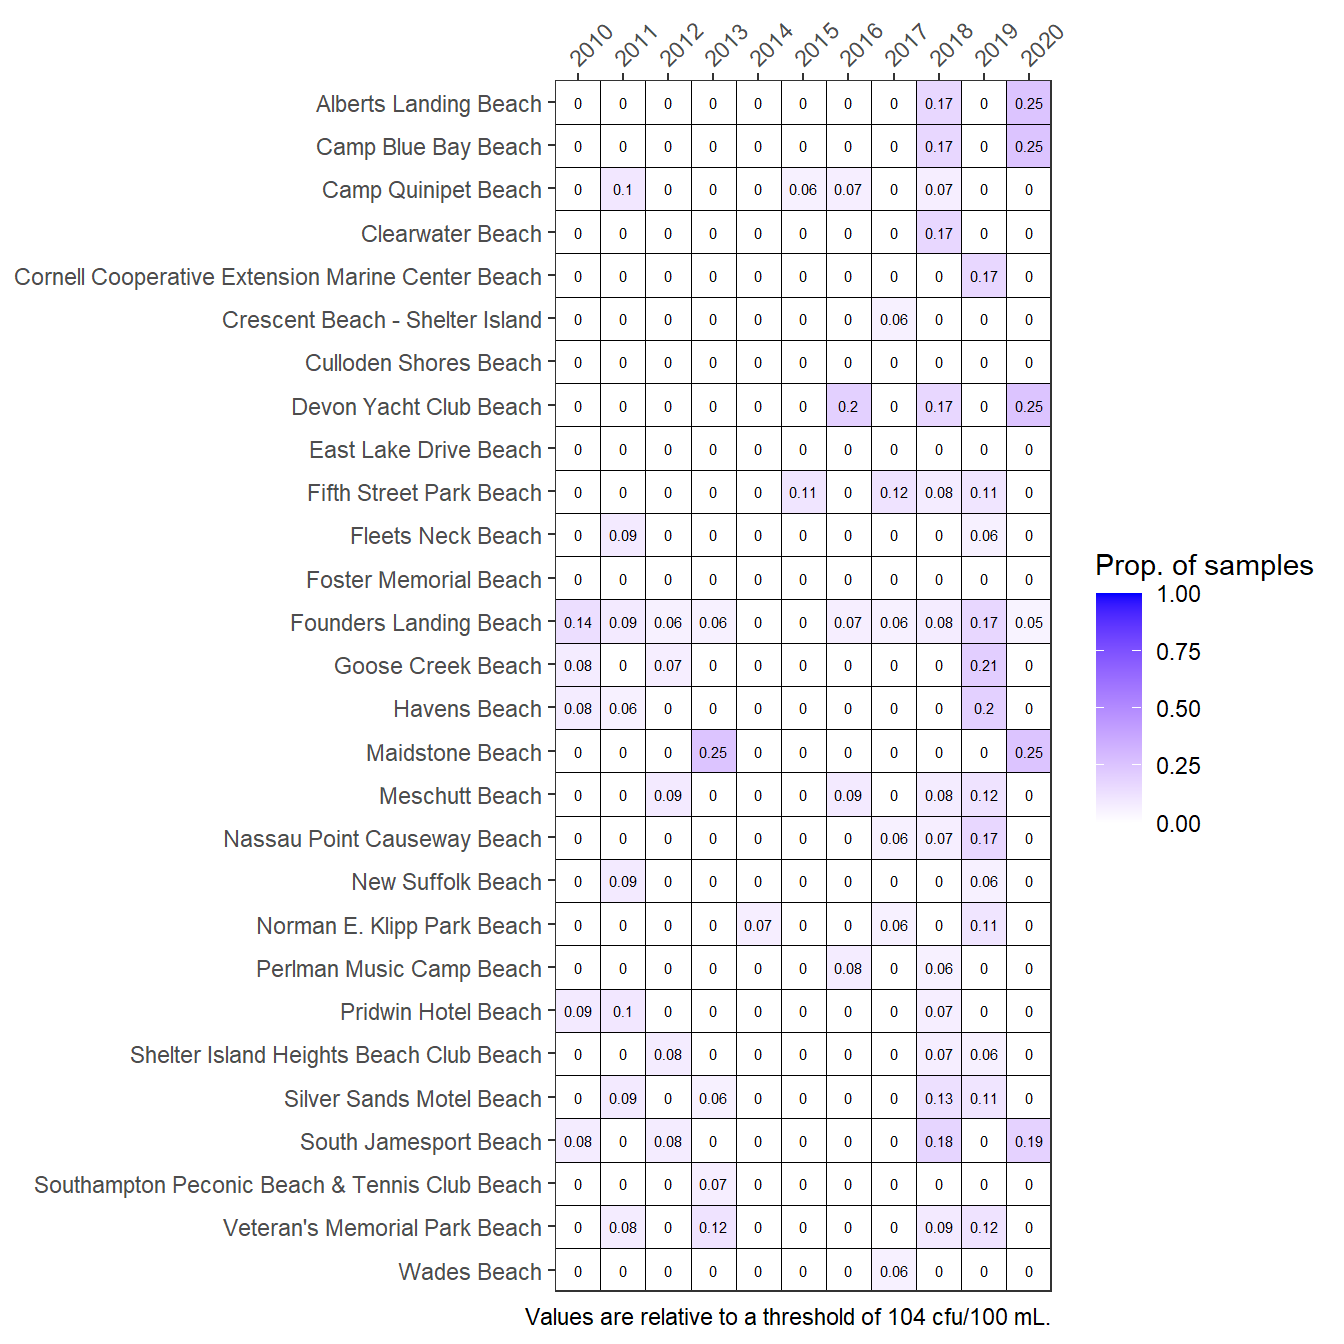 2010 2011 2012 2013 2014 2015 2016 2017 2018 2019 2020
Alberts Landing Beach 0 0 0 0 0 0 0 0 0.17 0 0.25
Camp Blue Bay Beach 0 0 0 0 0 0 0 0 0.17 0 0.25
Camp Quinipet Beach 0 0.1 0 0 0 0.06 0.07 0 0.07 0 0
Clearwater Beach 0 0 0 0 0 0 0 0 0.17 0 0
Cornell Cooperative Extension Marine Center Beach 0 0 0 0 0 0 0 0 0 0.17 0
Crescent Beach - Shelter Island 0 0 0 0 0 0 0 0.06 0 0 0
Culloden Shores Beach 0 0 0 0 0 0 0 0 0 0 0
Devon Yacht Club Beach 0 0 0 0 0 0 0.2 0 0.17 0 0.25
East Lake Drive Beach 0 0 0 0 0 0 0 0 0 0 0
Fifth Street Park Beach 0 0 0 0 0 0.11 0 0.12 0.08 0.11 0
Fleets Neck Beach 0 0.09 0 0 0 0 0 0 0 0.06 0
Foster Memorial Beach 0 0 0 0 0 0 0 0 0 0 0
Founders Landing Beach 0.14 0.09 0.06 0.06 0 0 0.07 0.06 0.08 0.17 0.05
Goose Creek Beach 0.08 0 0.07 0 0 0 0 0 0 0.21 0
Havens Beach 0.08 0.06 0 0 0 0 0 0 0 0.2 0
Maidstone Beach 0 0 0 0.25 0 0 0 0 0 0 0.25
Meschutt Beach 0 0 0.09 0 0 0 0.09 0 0.08 0.12 0
Nassau Point Causeway Beach 0 0 0 0 0 0 0 0.06 0.07 0.17 0
New Suffolk Beach 0 0.09 0 0 0 0 0 0 0 0.06 0
Norman E. Klipp Park Beach 0 0 0 0 0.07 0 0 0.06 0 0.11 0
Perlman Music Camp Beach 0 0 0 0 0 0 0.08 0 0.06 0 0
Pridwin Hotel Beach 0.09 0.1 0 0 0 0 0 0 0.07 0 0
Shelter Island Heights Beach Club Beach 0 0 0.08 0 0 0 0 0 0.07 0.06 0
Silver Sands Motel Beach 0 0.09 0 0.06 0 0 0 0 0.13 0.11 0
South Jamesport Beach 0.08 0 0.08 0 0 0 0 0 0.18 0 0.19
Southampton Peconic Beach & Tennis Club Beach 0 0 0 0.07 0 0 0 0 0 0 0
Veteran's Memorial Park Beach 0 0.08 0 0.12 0 0 0 0 0.09 0.12 0
Wades Beach 0 0 0 0 0 0 0 0.06 0 0 0
Values are relative to a threshold of 104 cfu/100 mL.
Prop. of samples
1.00
0.75
0.50
0.25
0.00